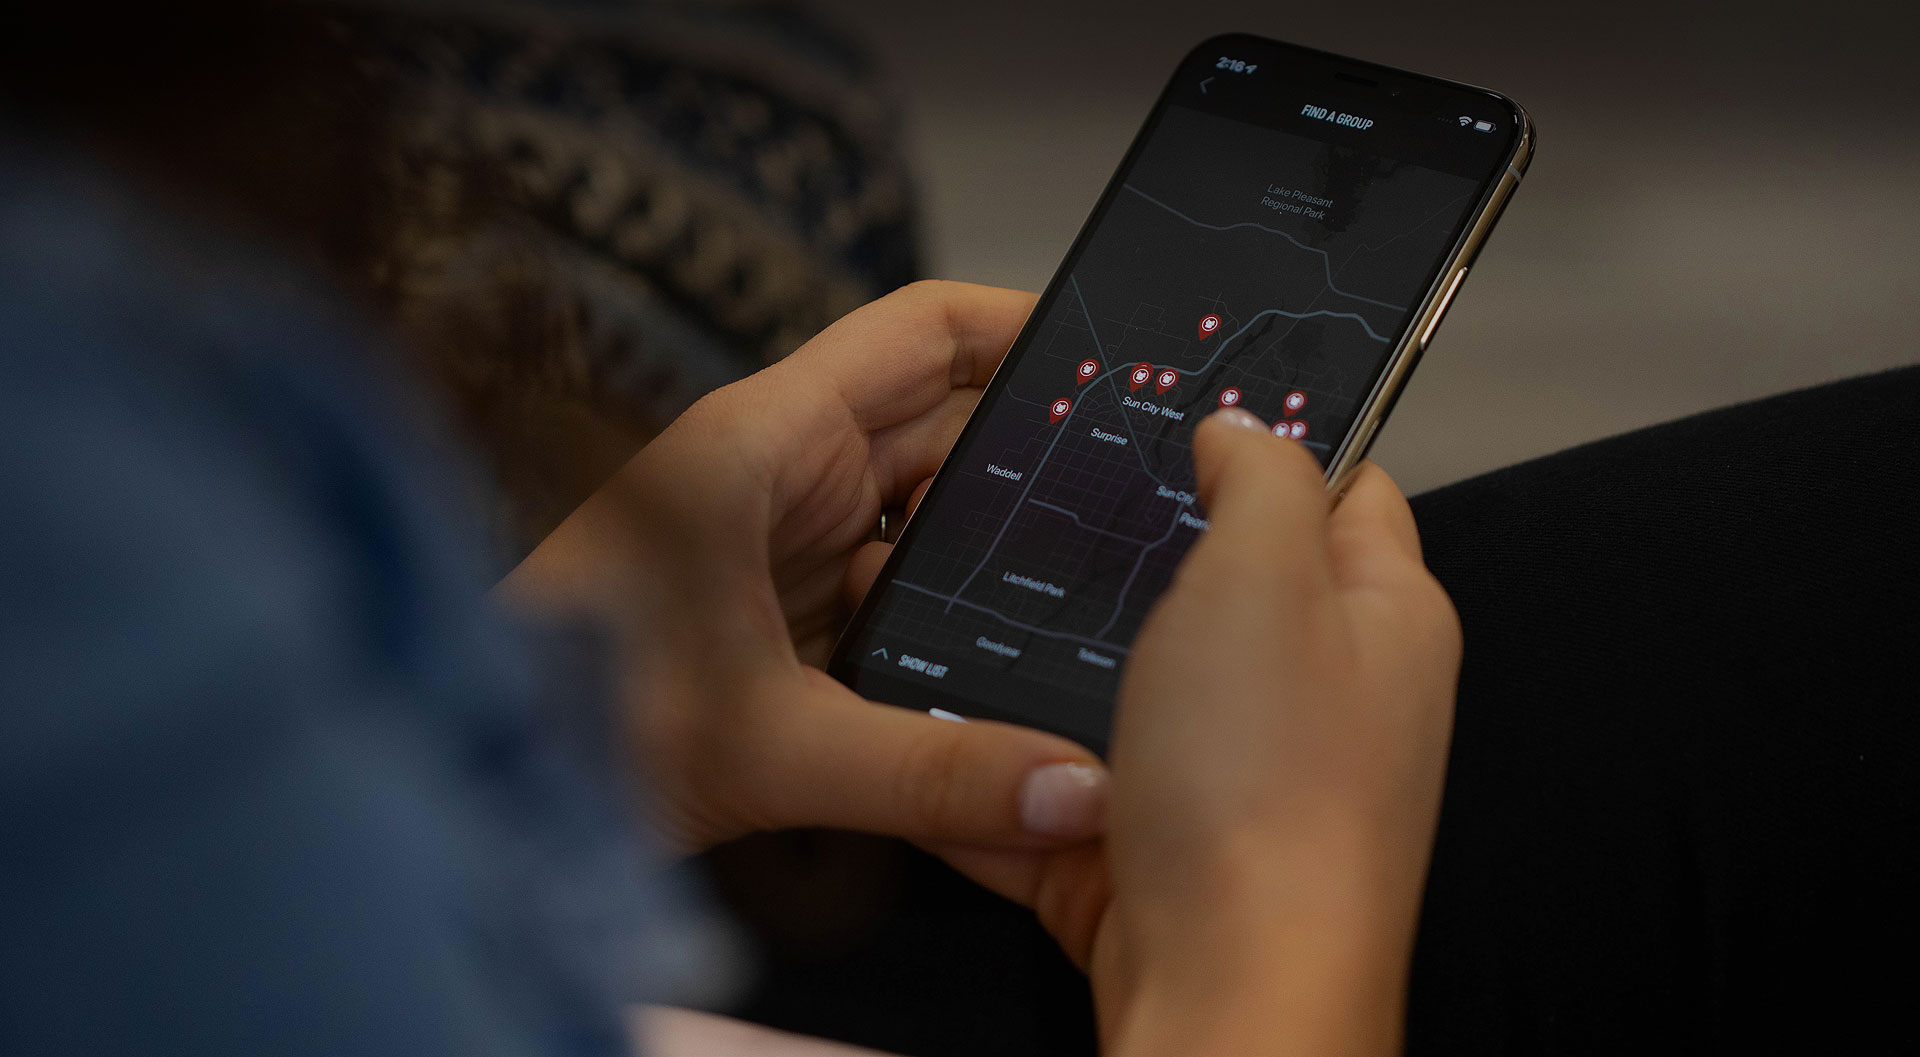 2:16
FIND A GROUP
Lake Pleasant
Regional Park
Sun City West
Surprise
Waddell
Sun City
Peori
Litchfield Park
Goodyear
Tolleson
SHOW LIST